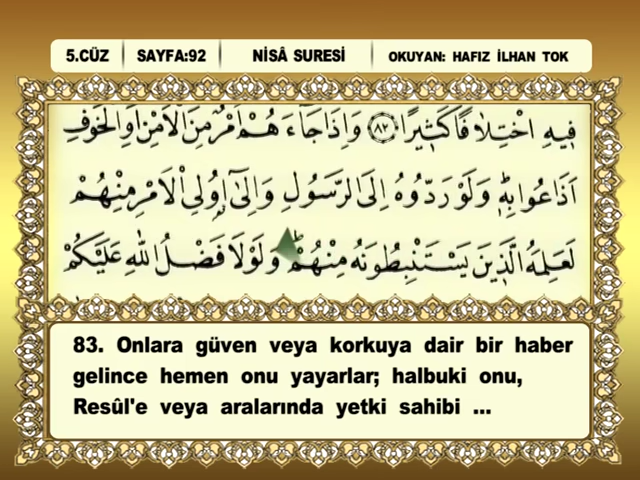 5.CÜZ SAYFA:92 NİSÂ SURESİ OKUYAN: HAFIZ İLHAN TOK
فِيهِ اخْتِلَافًا كَثِيرًا ﴿٨٢﴾ وَاِذَا جَٓاءَ هُمْ اَمْرٌ مِنَ الْاَمْنِ اَوِ الْخَوْفِ
اَذَاعُوا بِهٖ وَلَوْ رَدُّوهُ اِلَى الرَّسُولِ وَاِلٰٓى اُو۬لِي الْاَمْرِ مِنْهُمْ
لَعَلِمَهُ الَّذٖينَ يَسْتَنْبِطُونَهُ مِنْهُمْ وَلَوْلَا فَضْلُ اللّٰهِ عَلَيْكُمْ
83. Onlara güven veya korkuya dair bir haber
gelince hemen onu yayarlar; halbuki onu,
Resûl'e veya aralarında yetki sahibi ...